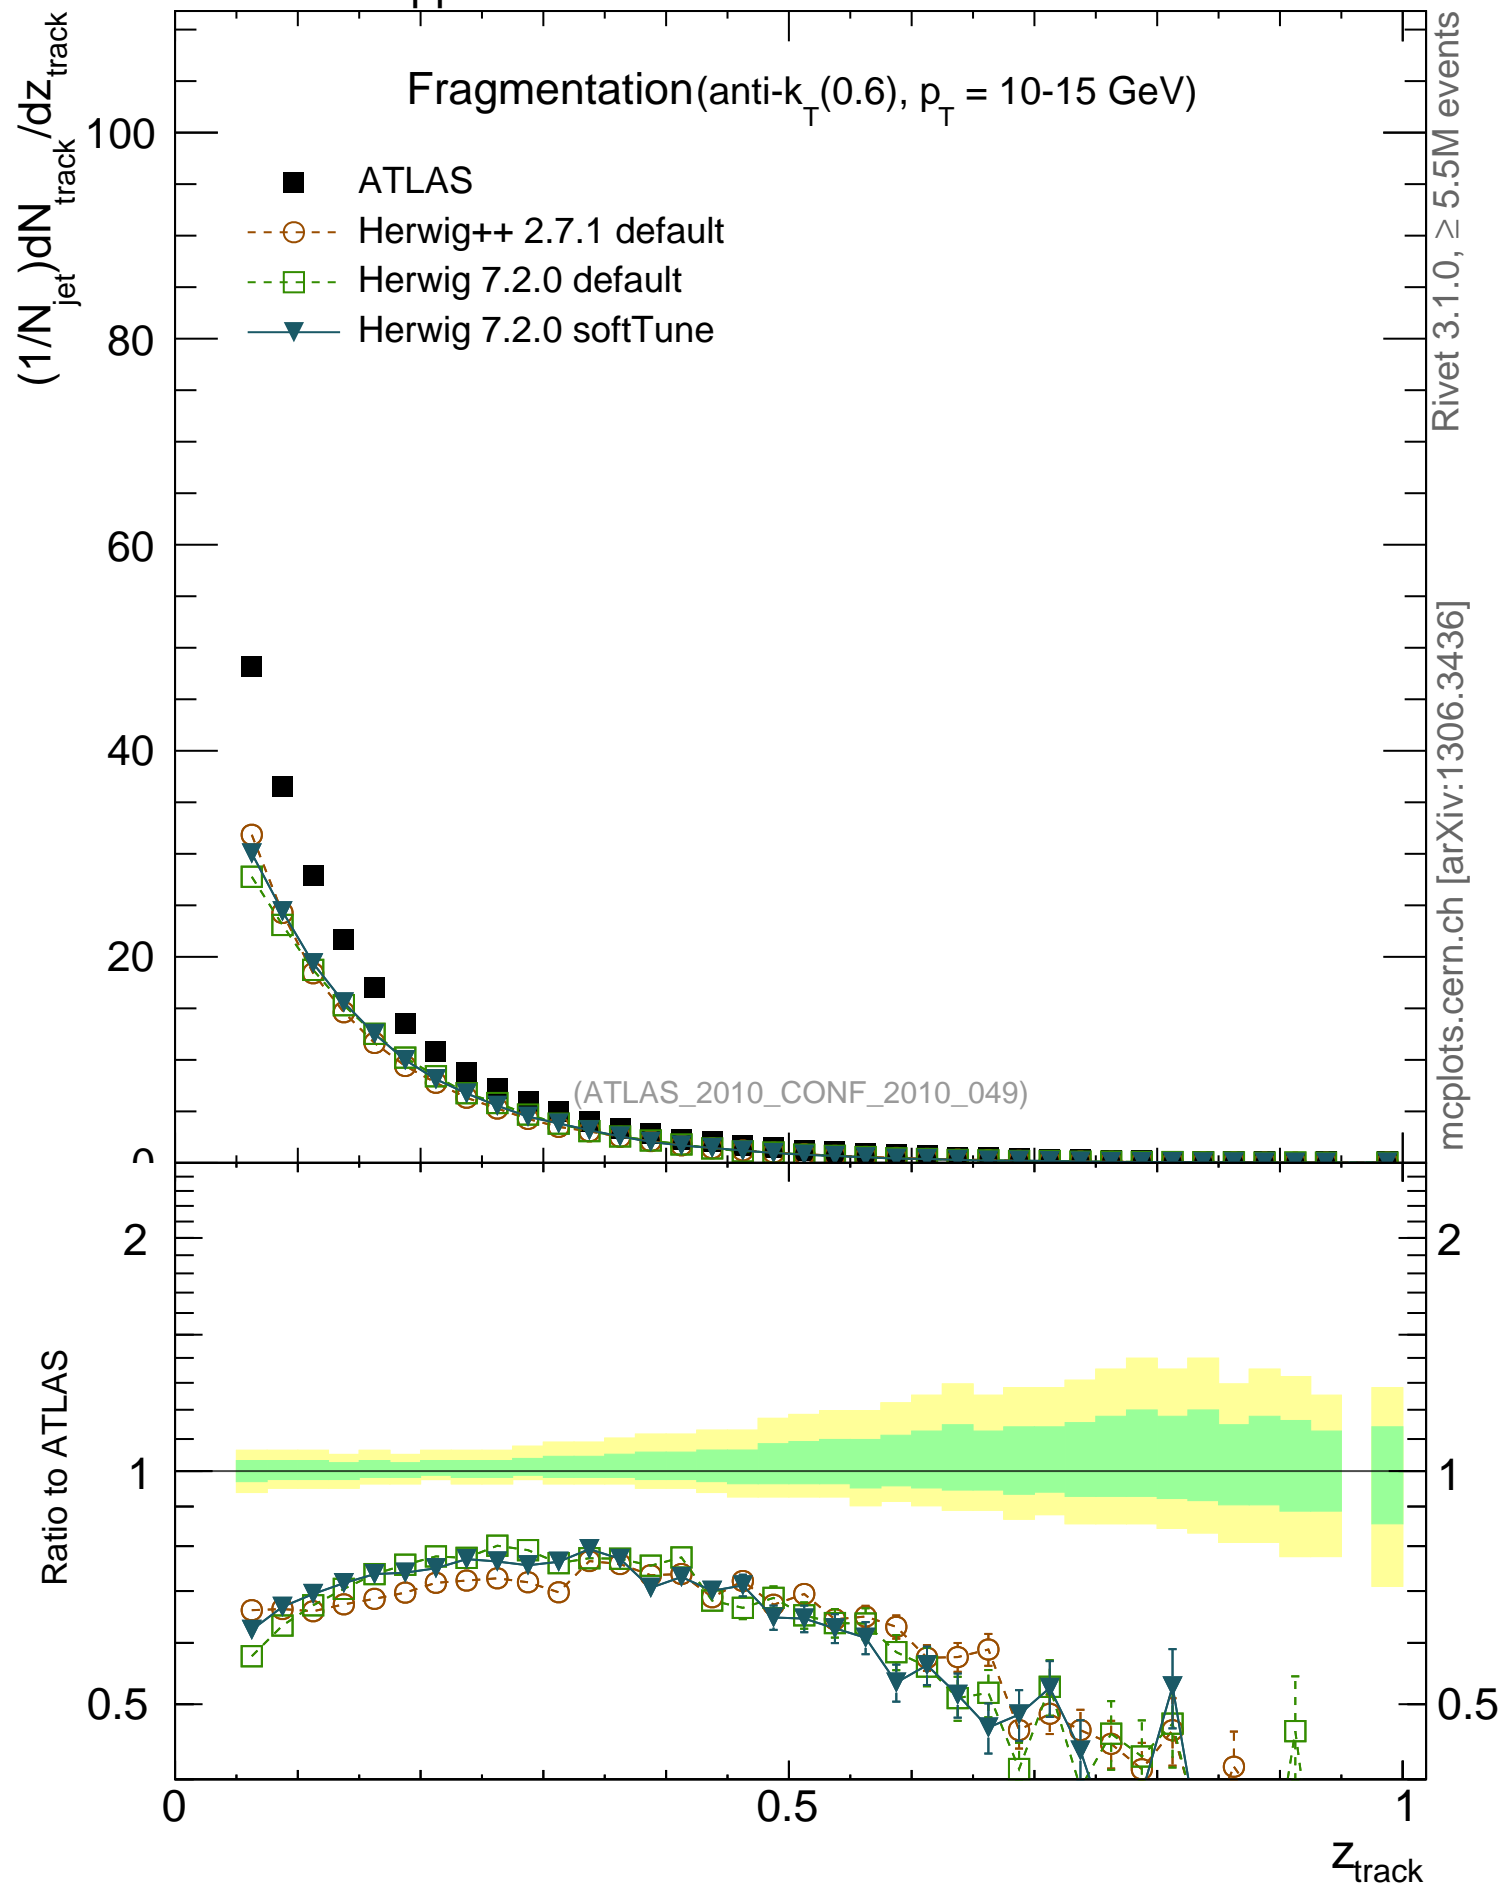 Fragmentation (anti-k_T(0.6), p_T = 10-15 GeV)
(1/N_jet)dN_track/dz_track
ATLAS
Herwig++ 2.7.1 default
Herwig 7.2.0 default
Herwig 7.2.0 softTune
100
80
60
40
20
0
(ATLAS_2010_CONF_2010_049)
Rivet 3.1.0, ≥ 5.5M events
mcplots.cern.ch [arXiv:1306.3436]
Ratio to ATLAS
2
1
0.5
2
1
0.5
0
0.5
1
z_track